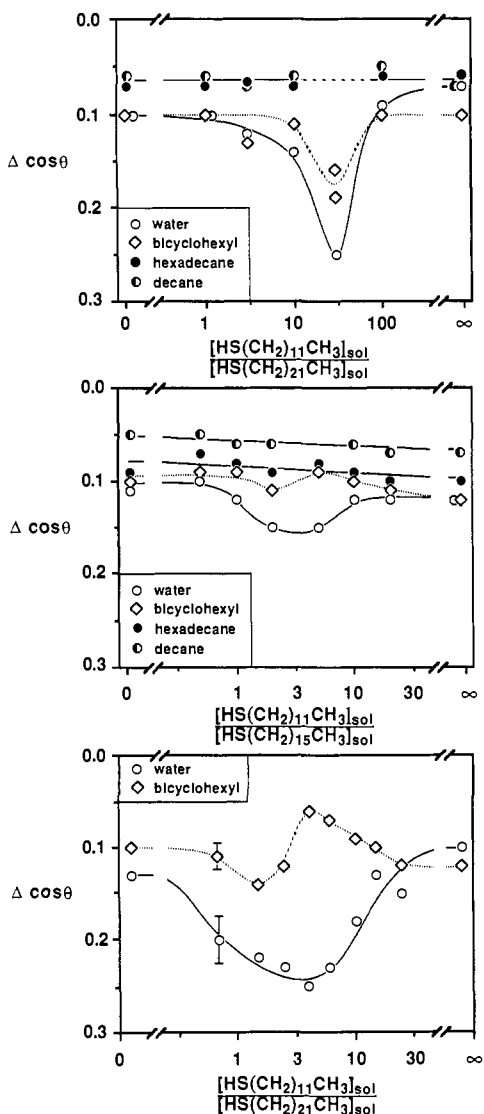 0.0
0.1
Δ cosθ
0.2
○ water
◇ bicyclohexyl
● hexadecane
◐ decane
0.3
0 1 10 100 ∞
[HS(CH2)11CH3]sol
[HS(CH2)21CH3]sol
0.0
0.1
Δ cosθ
0.2
○ water
◇ bicyclohexyl
● hexadecane
◐ decane
0.3
0 1 3 10 30 ∞
[HS(CH2)11CH3]sol
[HS(CH2)15CH3]sol
0.0
○ water
◇ bicyclohexyl
0.1
Δ cosθ
0.2
0.3
0 1 3 10 30 ∞
[HS(CH2)11CH3]sol
[HS(CH2)21CH3]sol